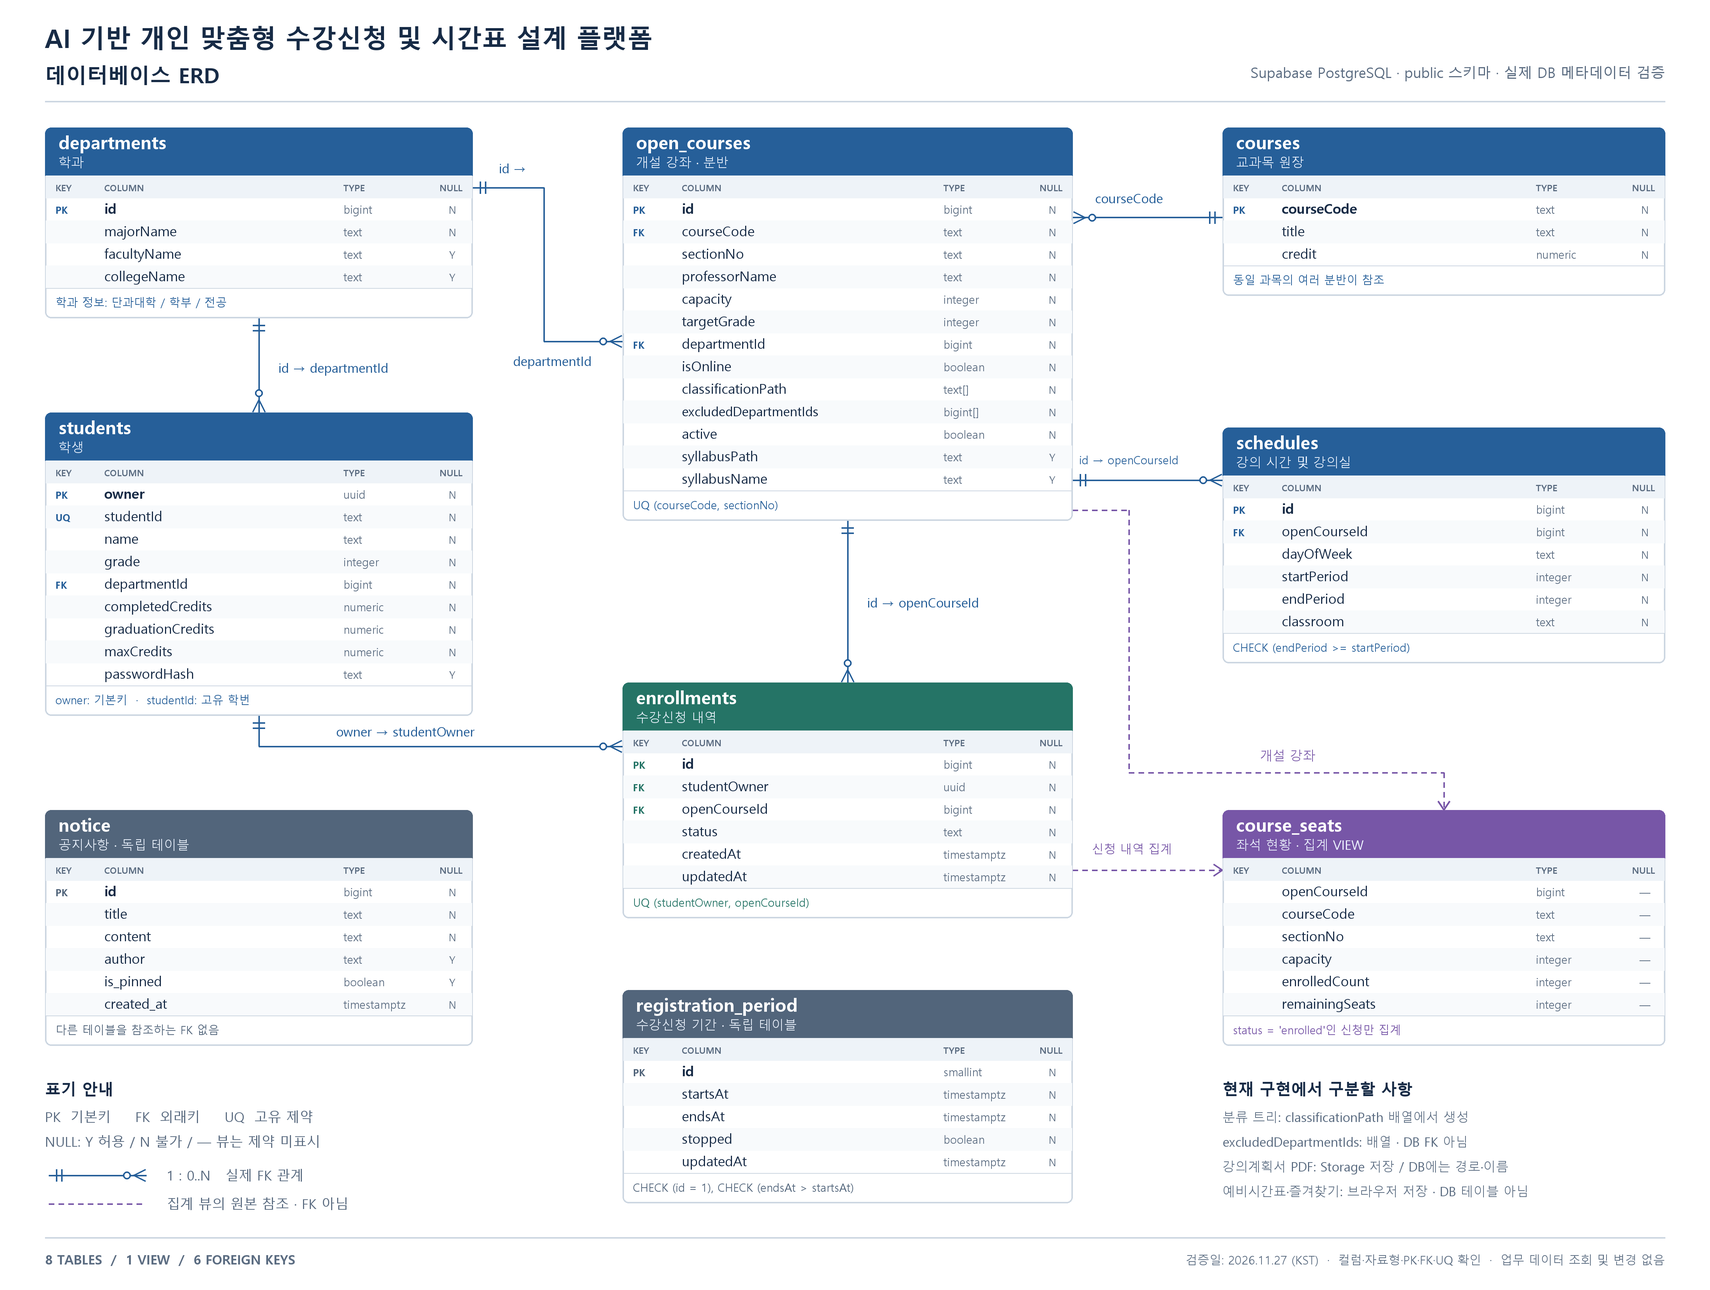 AI 기반 개인 맞춤형 수강신청 및 시간표 설계 플랫폼
데이터베이스 ERD
Supabase PostgreSQL · public 스키마 · 실제 DB 메타데이터 검증
departments
학과
KEY COLUMN TYPE NULL
PK id bigint N
majorName text N
facultyName text Y
collegeName text Y
학과 정보: 단과대학 / 학부 / 전공
id →
departmentId
id → departmentId
open_courses
개설 강좌 · 분반
KEY COLUMN TYPE NULL
PK id bigint N
FK courseCode text N
sectionNo text N
professorName text N
capacity integer N
targetGrade integer N
FK departmentId bigint N
isOnline boolean N
classificationPath text[] N
excludedDepartmentIds bigint[] N
active boolean N
syllabusPath text Y
syllabusName text Y
UQ (courseCode, sectionNo)
courseCode
courses
교과목 원장
KEY COLUMN TYPE NULL
PK courseCode text N
title text N
credit numeric N
동일 과목의 여러 분반이 참조
students
학생
KEY COLUMN TYPE NULL
PK owner uuid N
UQ studentId text N
name text N
grade integer N
FK departmentId bigint N
completedCredits numeric N
graduationCredits numeric N
maxCredits numeric N
passwordHash text Y
owner: 기본키 · studentId: 고유 학번
owner → studentOwner
id → openCourseId
schedules
강의 시간 및 강의실
KEY COLUMN TYPE NULL
PK id bigint N
FK openCourseId bigint N
dayOfWeek text N
startPeriod integer N
endPeriod integer N
classroom text N
CHECK (endPeriod >= startPeriod)
id → openCourseId
enrollments
수강신청 내역
KEY COLUMN TYPE NULL
PK id bigint N
FK studentOwner uuid N
FK openCourseId bigint N
status text N
createdAt timestamptz N
updatedAt timestamptz N
UQ (studentOwner, openCourseId)
개설 강좌
신청 내역 집계
notice
공지사항 · 독립 테이블
KEY COLUMN TYPE NULL
PK id bigint N
title text N
content text N
author text Y
is_pinned boolean Y
created_at timestamptz N
다른 테이블을 참조하는 FK 없음
course_seats
좌석 현황 · 집계 VIEW
KEY COLUMN TYPE NULL
openCourseId bigint —
courseCode text —
sectionNo text —
capacity integer —
enrolledCount integer —
remainingSeats integer —
status = 'enrolled'인 신청만 집계
registration_period
수강신청 기간 · 독립 테이블
KEY COLUMN TYPE NULL
PK id smallint N
startsAt timestamptz N
endsAt timestamptz N
stopped boolean N
updatedAt timestamptz N
CHECK (id = 1), CHECK (endsAt > startsAt)
표기 안내
PK 기본키 FK 외래키 UQ 고유 제약
NULL: Y 허용 / N 불가 / — 뷰는 제약 미표시
1 : 0..N 실제 FK 관계
집계 뷰의 원본 참조 · FK 아님
현재 구현에서 구분할 사항
분류 트리: classificationPath 배열에서 생성
excludedDepartmentIds: 배열 · DB FK 아님
강의계획서 PDF: Storage 저장 / DB에는 경로·이름
예비시간표·즐겨찾기: 브라우저 저장 · DB 테이블 아님
8 TABLES / 1 VIEW / 6 FOREIGN KEYS
검증일: 2026.11.27 (KST) · 컬럼·자료형·PK·FK·UQ 확인 · 업무 데이터 조회 및 변경 없음